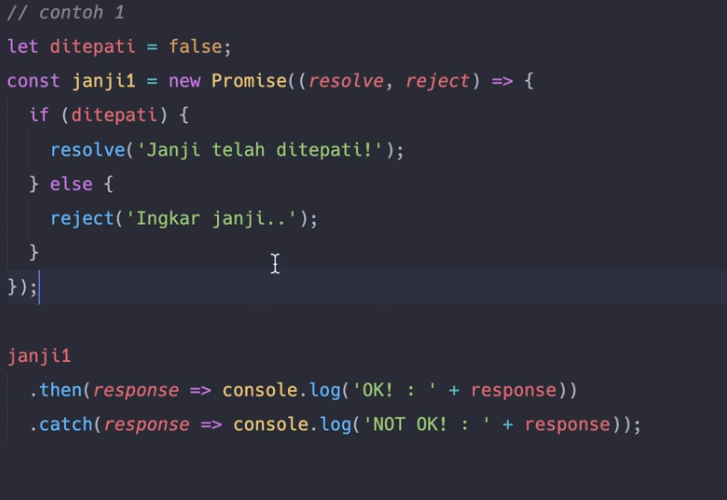 // contoh 1
let ditepati = false;
const janji1 = new Promise((resolve, reject) => {
  if (ditepati) {
    resolve('Janji telah ditepati!');
  } else {
    reject('Ingkar janji..');
  }
});
janji1
  .then(response => console.log('OK! : ' + response))
  .catch(response => console.log('NOT OK! : ' + response));